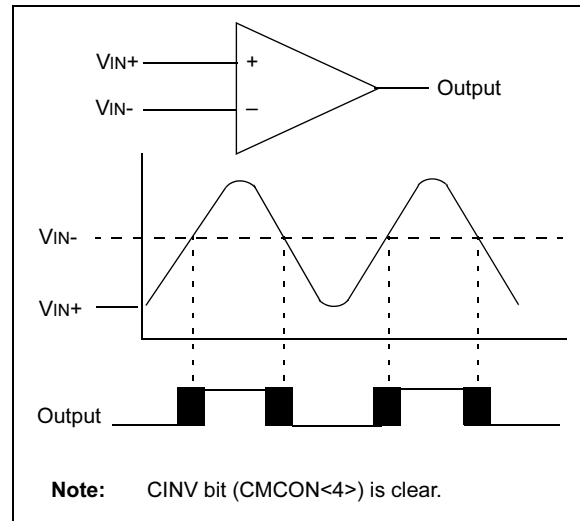 VIN+
+
VIN-
–
Output
VIN-
VIN+
Output
Note: CINV bit (CMCON<4>) is clear.